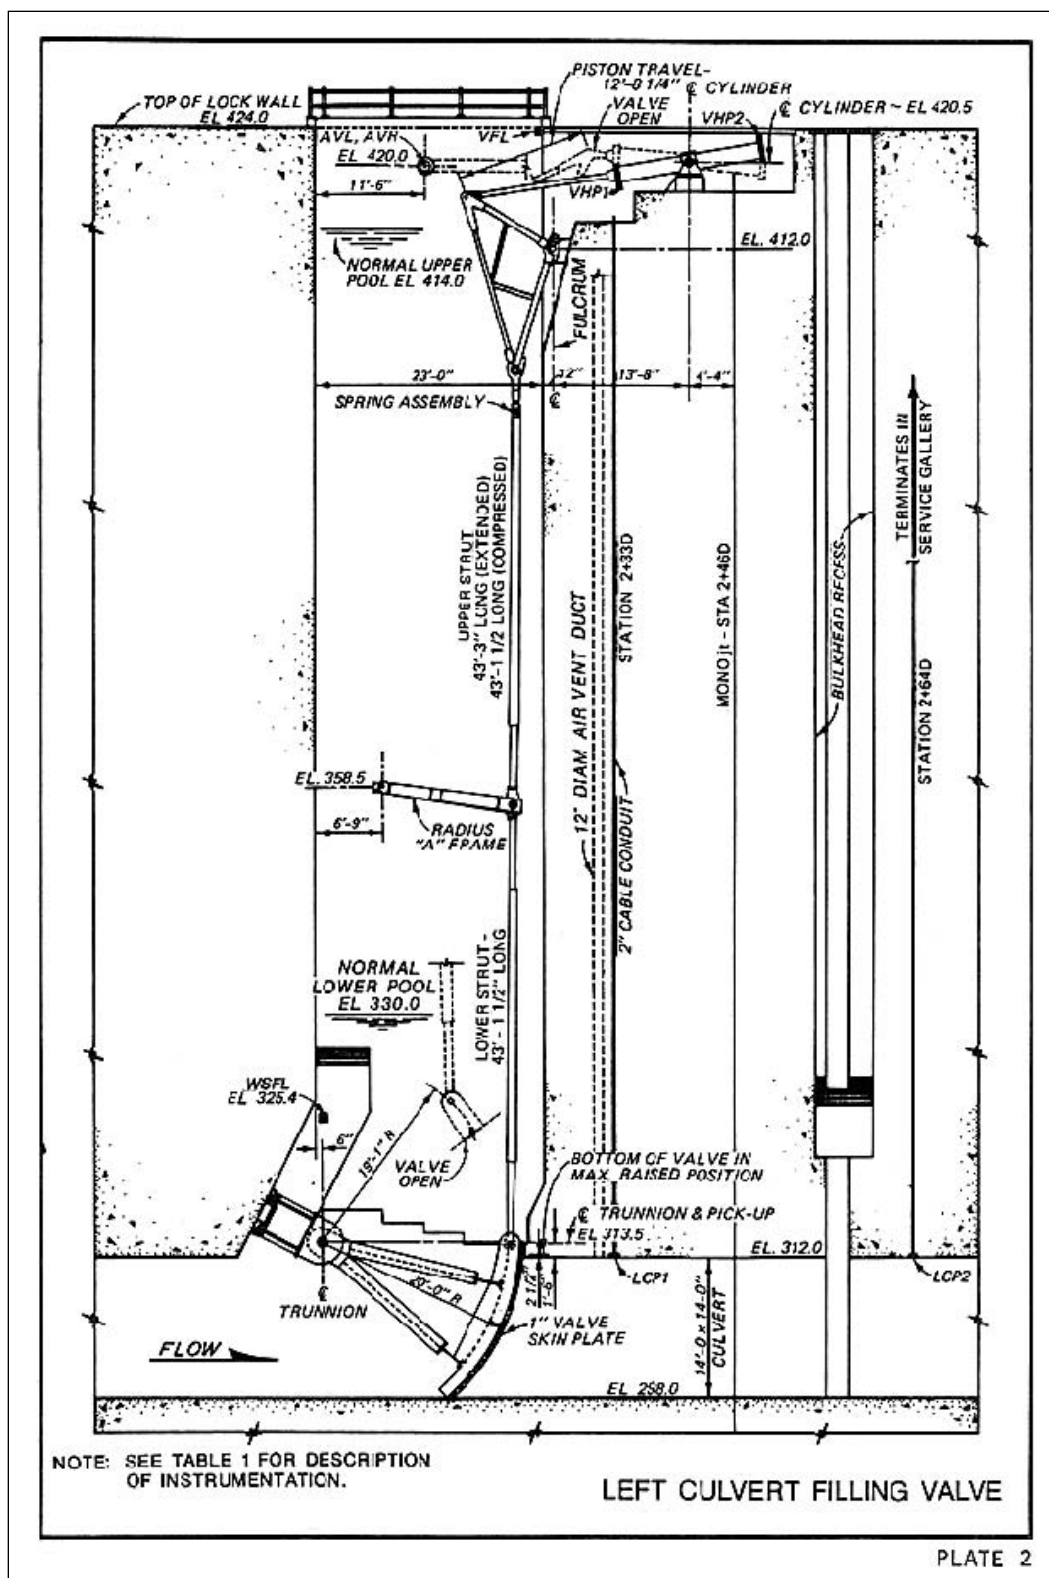 PISTON TRAVEL-
12'-0 1/4"
℄ CYLINDER
VALVE
OPEN
VHP2
℄ CYLINDER ~ EL 420.5
TOP OF LOCK WALL
EL 424.0
AVL, AVR
VFL
EL 420.0
11'-6"
VHP1
EL. 412.0
NORMAL UPPER
POOL EL 414.0
FULCRUM
23'-0"
12"
13'-8"
4'-4"
℄
SPRING ASSEMBLY
UPPER STRUT
43'-3" LONG (EXTENDED)
43'-1 1/2 LONG (COMPRESSED)
12" DIAM AIR VENT DUCT
STATION 2+33D
2" CABLE CONDUIT
MONO jt - STA 2+46D
BULKHEAD RECESS
TERMINATES IN
SERVICE GALLERY
STATION 2+64D
EL. 358.5
6'-9"
RADIUS
"A" FRAME
NORMAL
LOWER POOL
EL 330.0
LOWER STRUT -
43'-1 1/2" LONG
WSFL
EL 325.4
6"
19'-1" R
VALVE
OPEN
BOTTOM OF VALVE IN
MAX. RAISED POSITION
℄ TRUNNION & PICK-UP
EL 313.5
EL. 312.0
LCP1
LCP2
℄
TRUNNION
20'-0" R
2 1/2"
1'-6"
1" VALVE
SKIN PLATE
14'-0 x 14'-0"
CULVERT
FLOW
EL 298.0
NOTE: SEE TABLE 1 FOR DESCRIPTION
OF INSTRUMENTATION.
LEFT CULVERT FILLING VALVE
PLATE 2